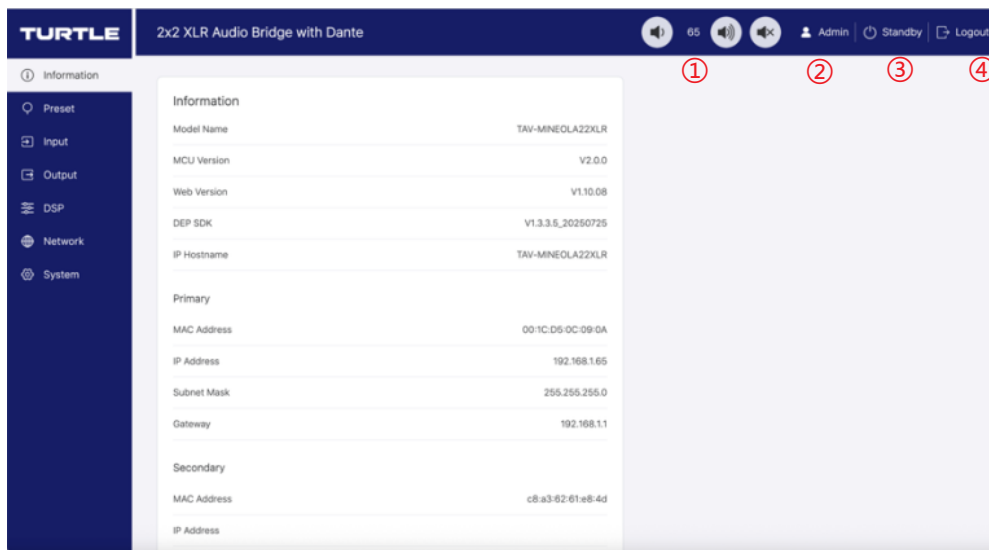 TURTLE
2x2 XLR Audio Bridge with Dante
65
Admin
Standby
Logout
① ② ③ ④
Information
Preset
Input
Output
DSP
Network
System
Information
Model Name TAV-MINEOLA22XLR
MCU Version V2.0.0
Web Version V1.10.08
DEP SDK V1.3.3.5_20250725
IP Hostname TAV-MINEOLA22XLR
Primary
MAC Address 00:1C:D5:0C:09:0A
IP Address 192.168.1.65
Subnet Mask 255.255.255.0
Gateway 192.168.1.1
Secondary
MAC Address c8:a3:62:61:e8:4d
IP Address